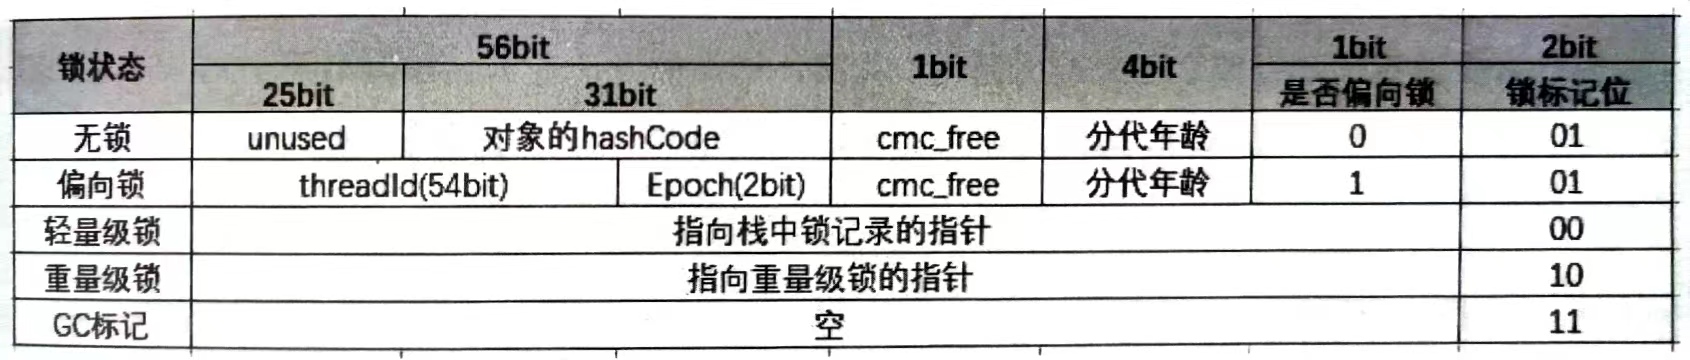 锁状态 56bit 1bit 4bit 1bit 2bit
25bit 31bit 是否偏向锁 锁标记位
无锁 unused 对象的hashCode cmc_free 分代年龄 0 01
偏向锁 threadId(54bit) Epoch(2bit) cmc_free 分代年龄 1 01
轻量级锁 指向栈中锁记录的指针 00
重量级锁 指向重量级锁的指针 10
GC标记 空 11